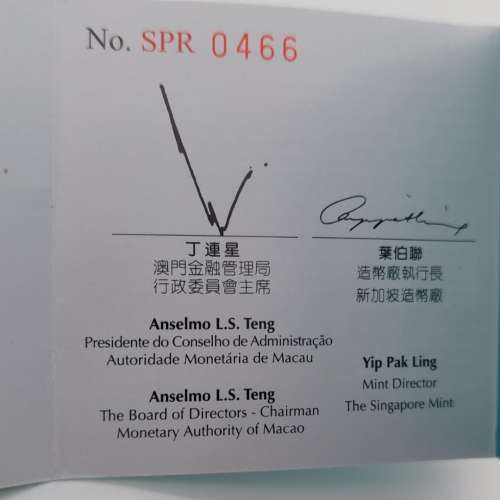 No. SPR 0466
丁連星
澳門金融管理局
行政委員會主席
Anselmo L.S. Teng
Presidente do Conselho de Administração
Autoridade Monetária de Macau
Anselmo L.S. Teng
The Board of Directors - Chairman
Monetary Authority of Macao
葉伯聯
造幣廠執行長
新加坡造幣廠
Yip Pak Ling
Mint Director
The Singapore Mint